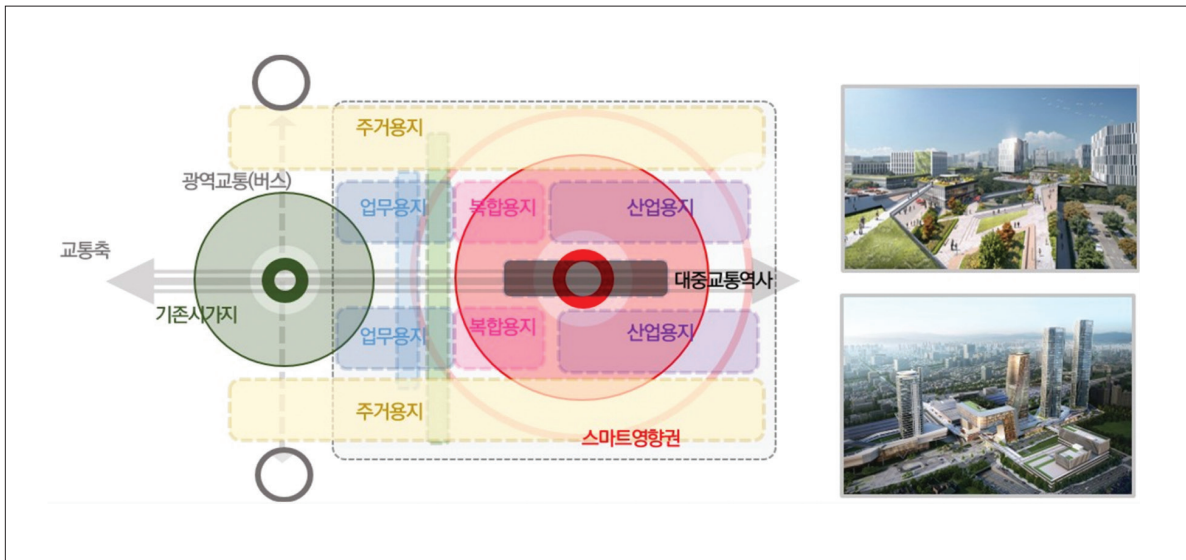 주거용지
광역교통(버스)
업무용지
복합용지
산업용지
교통축
대중교통역사
기존시가지
업무용지
복합용지
산업용지
주거용지
스마트영향권